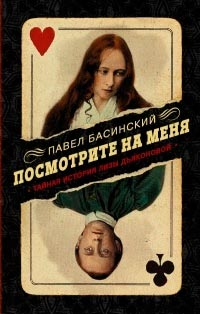 ПАВЕЛ БАСИНСКИЙ
ПОСМОТРИТЕ НА МЕНЯ
ТАЙНАЯ ИСТОРИЯ ЛИЗЫ ДЬЯКОНОВОЙ